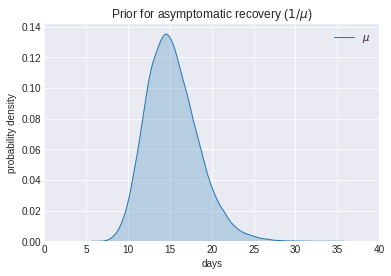 Prior for asymptomatic recovery (1/μ)
0.14
0.12
0.10
0.08
0.06
0.04
0.02
0.00
probability density
μ
0 5 10 15 20 25 30 35 40
days